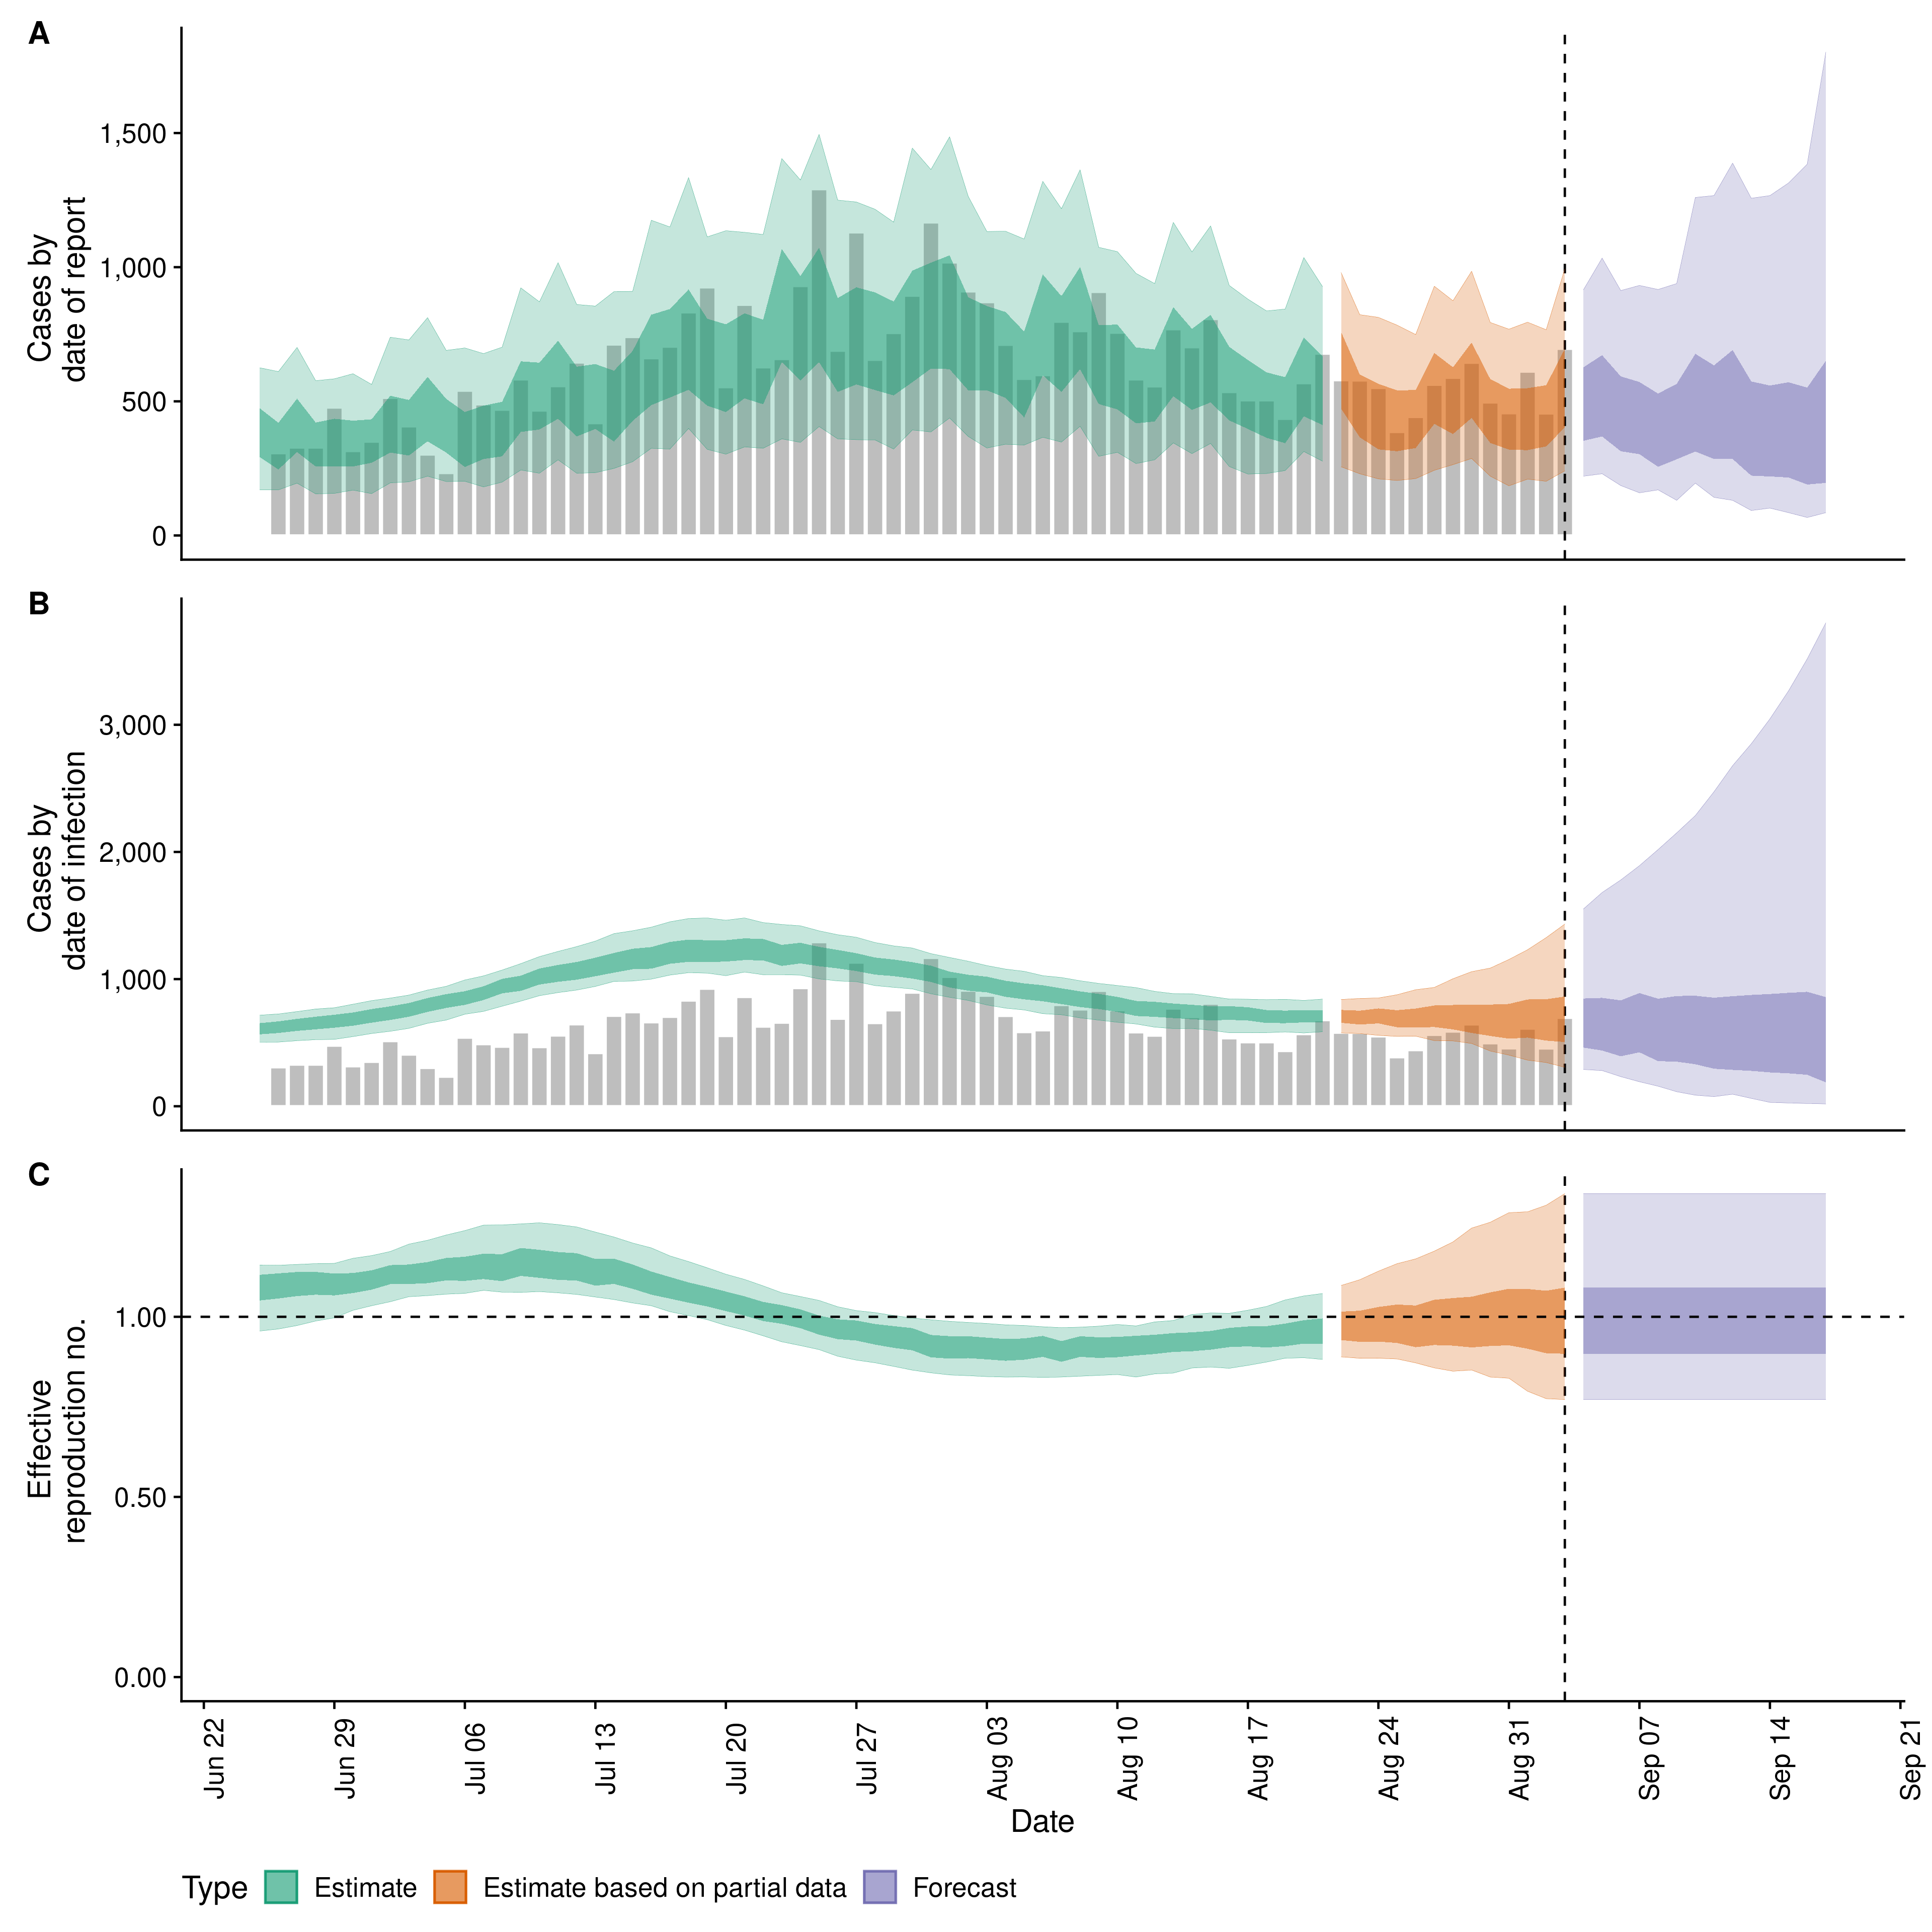 A
Cases by
date of report
1,500
1,000
500
0
B
Cases by
date of infection
3,000
2,000
1,000
0
C
Effective
reproduction no.
1.00
0.50
0.00
Jun 22
Jun 29
Jul 06
Jul 13
Jul 20
Jul 27
Aug 03
Aug 10
Aug 17
Aug 24
Aug 31
Sep 07
Sep 14
Sep 21
Date
Type Estimate Estimate based on partial data Forecast